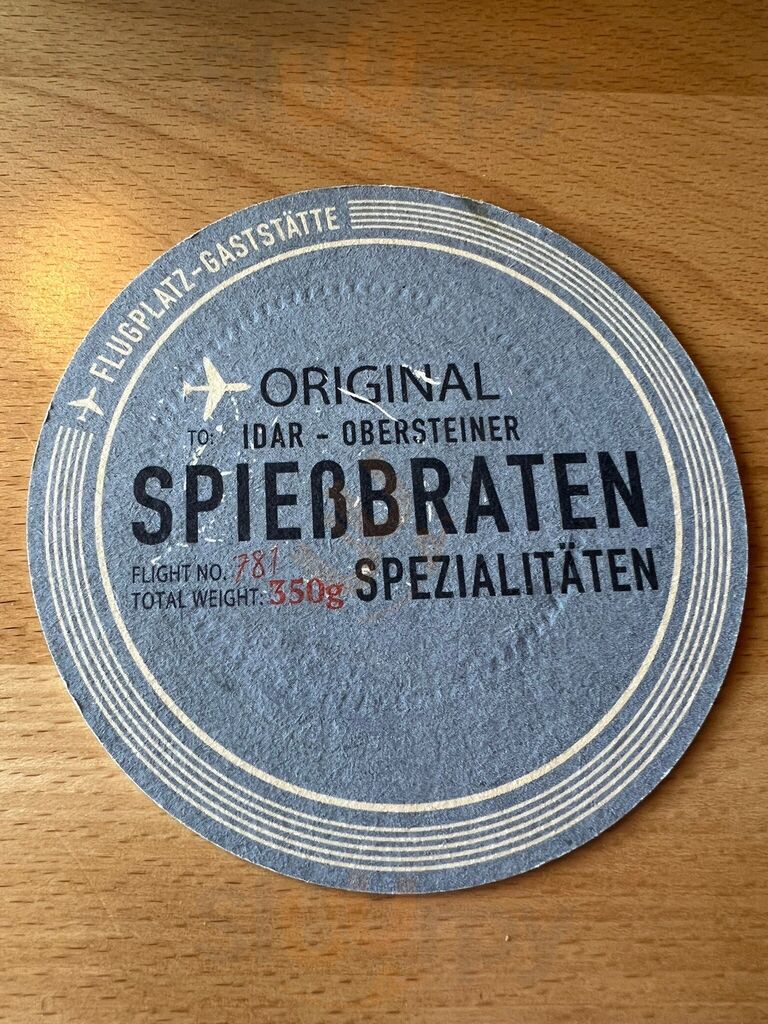 FLUGPLATZ-GASTSTÄTTE
ORIGINAL
TO: IDAR - OBERSTEINER
SPIEßBRATEN
FLIGHT NO. 781 SPEZIALITÄTEN
TOTAL WEIGHT: 350g